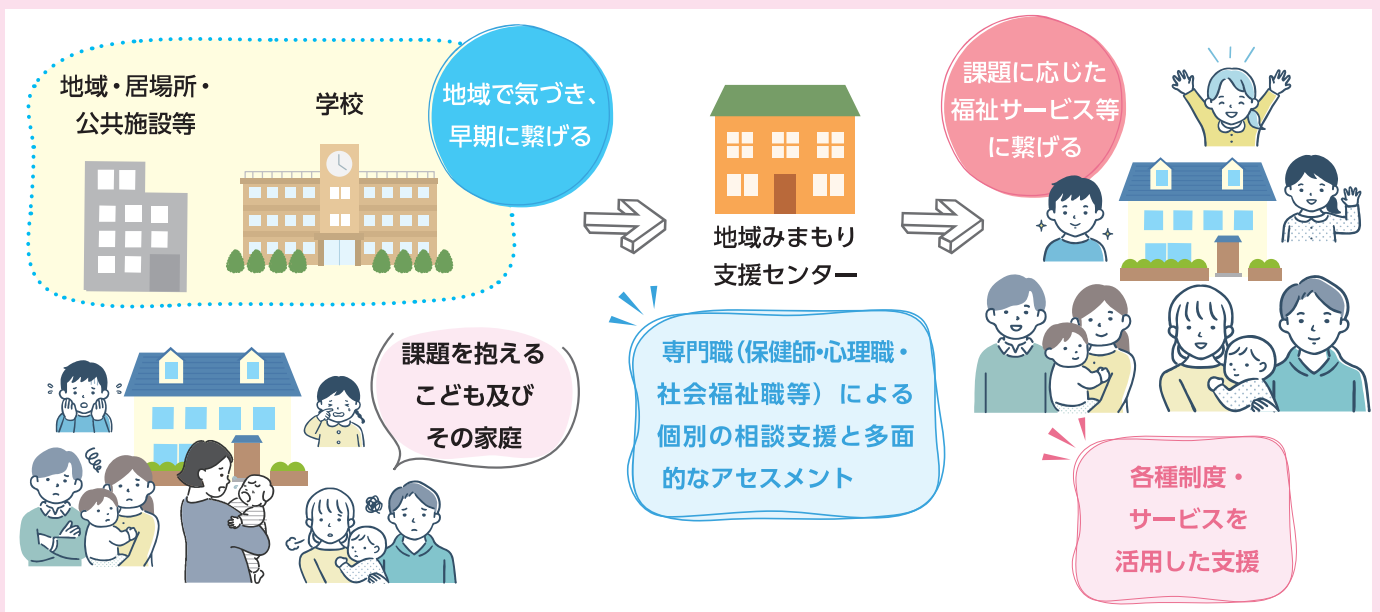 地域・居場所・
公共施設等
学校
地域で気づき、
早期に繋げる
課題を抱える
こども及び
その家庭
地域みまもり
支援センター
専門職(保健師・心理職・
社会福祉職等）による
個別の相談支援と多面
的なアセスメント
課題に応じた
福祉サービス等
に繋げる
各種制度・
サービスを
活用した支援